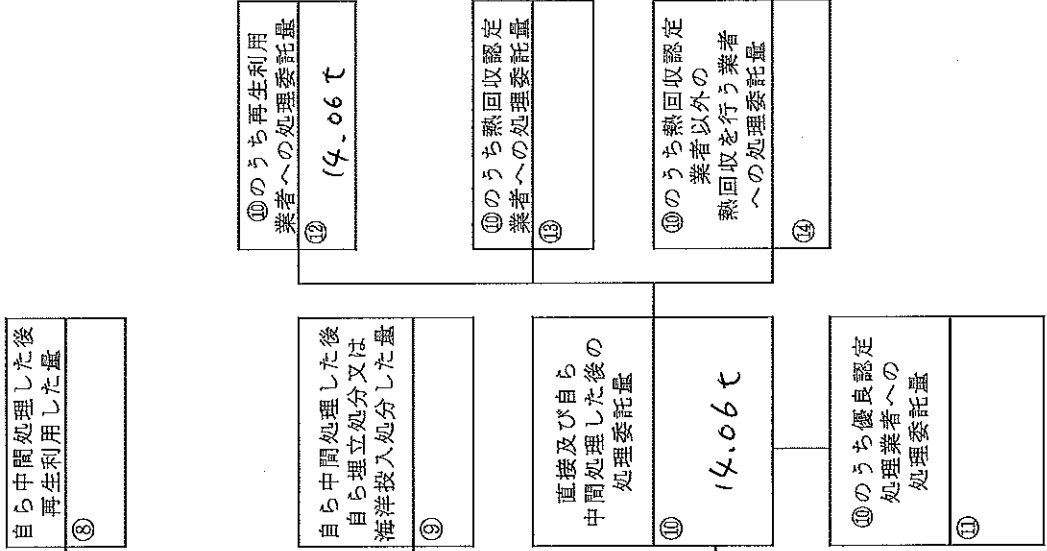 自ら中間処理した後
再生利用した量
⑧
自ら中間処理した後
自ら埋立処分又は
海洋投入処分した量
⑨
直接及び自ら
中間処理した後の
処理委託量
⑩
14.06t
⑩のうち優良認定
処理業者への
処理委託量
⑪
⑩のうち再生利用
業者への処理委託量
⑫
14.06t
⑩のうち熱回収認定
業者への処理委託量
⑬
⑩のうち熱回収認定
業者以外の
熱回収を行う業者
への処理委託量
⑭